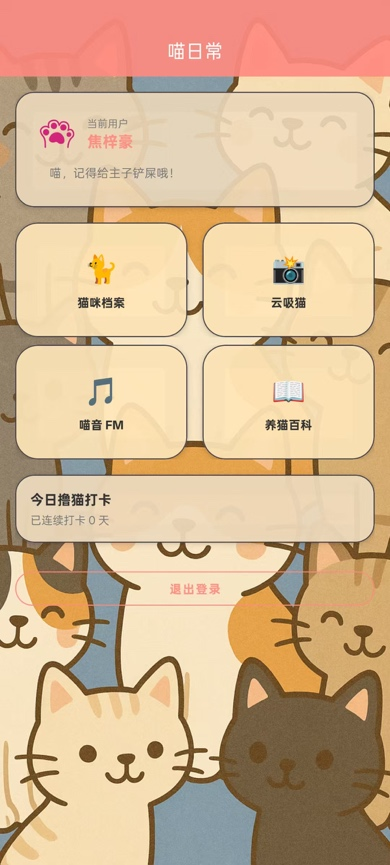 喵日常
当前用户
焦梓豪
喵，记得给主子铲屎哦！
猫咪档案
云吸猫
喵音 FM
养猫百科
今日撸猫打卡
已连续打卡 0 天
退出登录